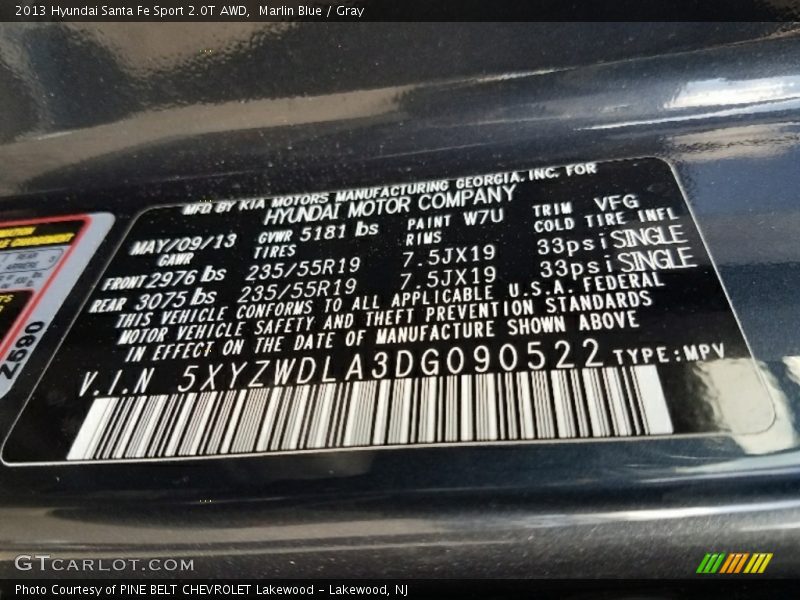 2013 Hyundai Santa Fe Sport 2.0T AWD,  Marlin Blue / Gray
MFD BY KIA MOTORS MANUFACTURING GEORGIA, INC. FOR
HYUNDAI MOTOR COMPANY
MAY/09/13 GVWR 5181 lbs PAINT W7U TRIM VFG
GAWR TIRES RIMS COLD TIRE INFL
FRONT 2976 lbs 235/55R19 7.5JX19 33psi SINGLE
REAR 3075 lbs 235/55R19 7.5JX19 33psi SINGLE
THIS VEHICLE CONFORMS TO ALL APPLICABLE U.S.A. FEDERAL
MOTOR VEHICLE SAFETY AND THEFT PREVENTION STANDARDS
IN EFFECT ON THE DATE OF MANUFACTURE SHOWN ABOVE
V.I.N 5XYZWDLA3DG090522 TYPE:MPV
REAR
2Z690
GTCARLOT.COM
Photo Courtesy of PINE BELT CHEVROLET Lakewood – Lakewood, NJ